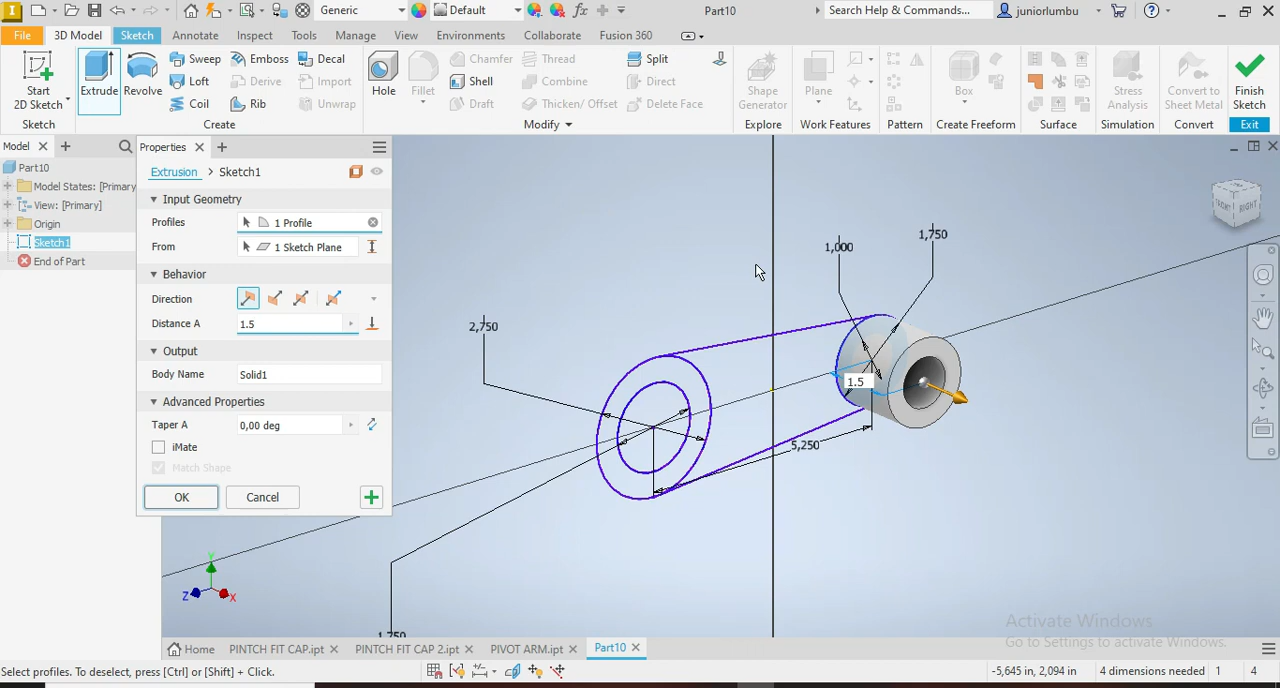 Generic Default Part10 Search Help & Commands... juniorlumbu
File 3D Model Sketch Annotate Inspect Tools Manage View Environments Collaborate Fusion 360
Start 2D Sketch Extrude Revolve Sweep Emboss Decal Hole Fillet Chamfer Thread Split Shape Generator Plane Box Stress Analysis Convert to Sheet Metal Finish Sketch
Loft Derive Import Shell Combine Direct
Coil Rib Unwrap Draft Thicken/ Offset Delete Face
Sketch Create Modify Explore Work Features Pattern Create Freeform Surface Simulation Convert Exit
Model Properties
Part10
Model States: [Primary
View: [Primary]
Origin
Sketch1
End of Part
Extrusion > Sketch1
Input Geometry
Profiles 1 Profile
From 1 Sketch Plane
Behavior
Direction
Distance A 1.5
Output
Body Name Solid1
Advanced Properties
Taper A 0,00 deg
iMate
Match Shape
OK Cancel
1,000
1,750
2,750
1.5
5,250
1,750
FRONT RIGHT
Y
Z X
Activate Windows
Go to Settings to activate Windows.
Home PINCH FIT CAP.ipt PINTCH FIT CAP 2.ipt PIVOT ARM.ipt Part10
Select profiles. To deselect, press [Ctrl] or [Shift] + Click. -5,645 in, 2,094 in 4 dimensions needed 1 4